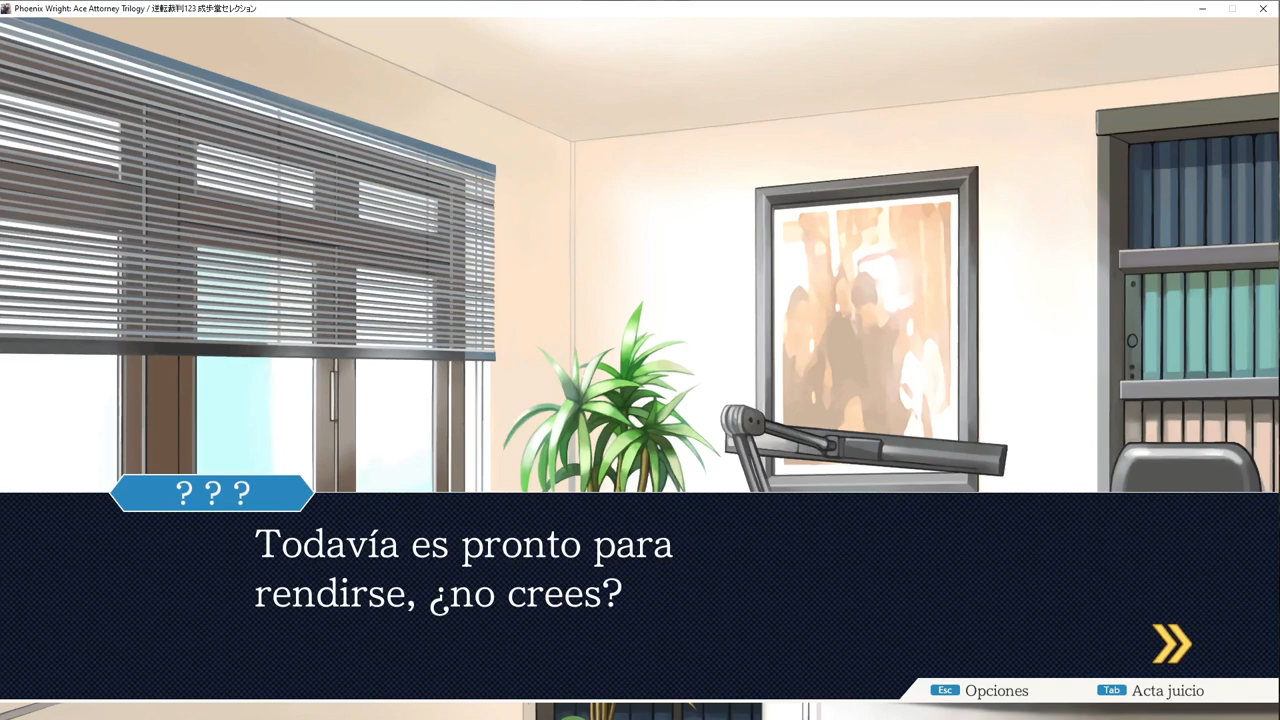 Phoenix Wright: Ace Attorney Trilogy / 逆転裁判123 成歩堂セレクション
? ? ?
Todavía es pronto para
rendirse, ¿no crees?
Esc Opciones Tab Acta juicio